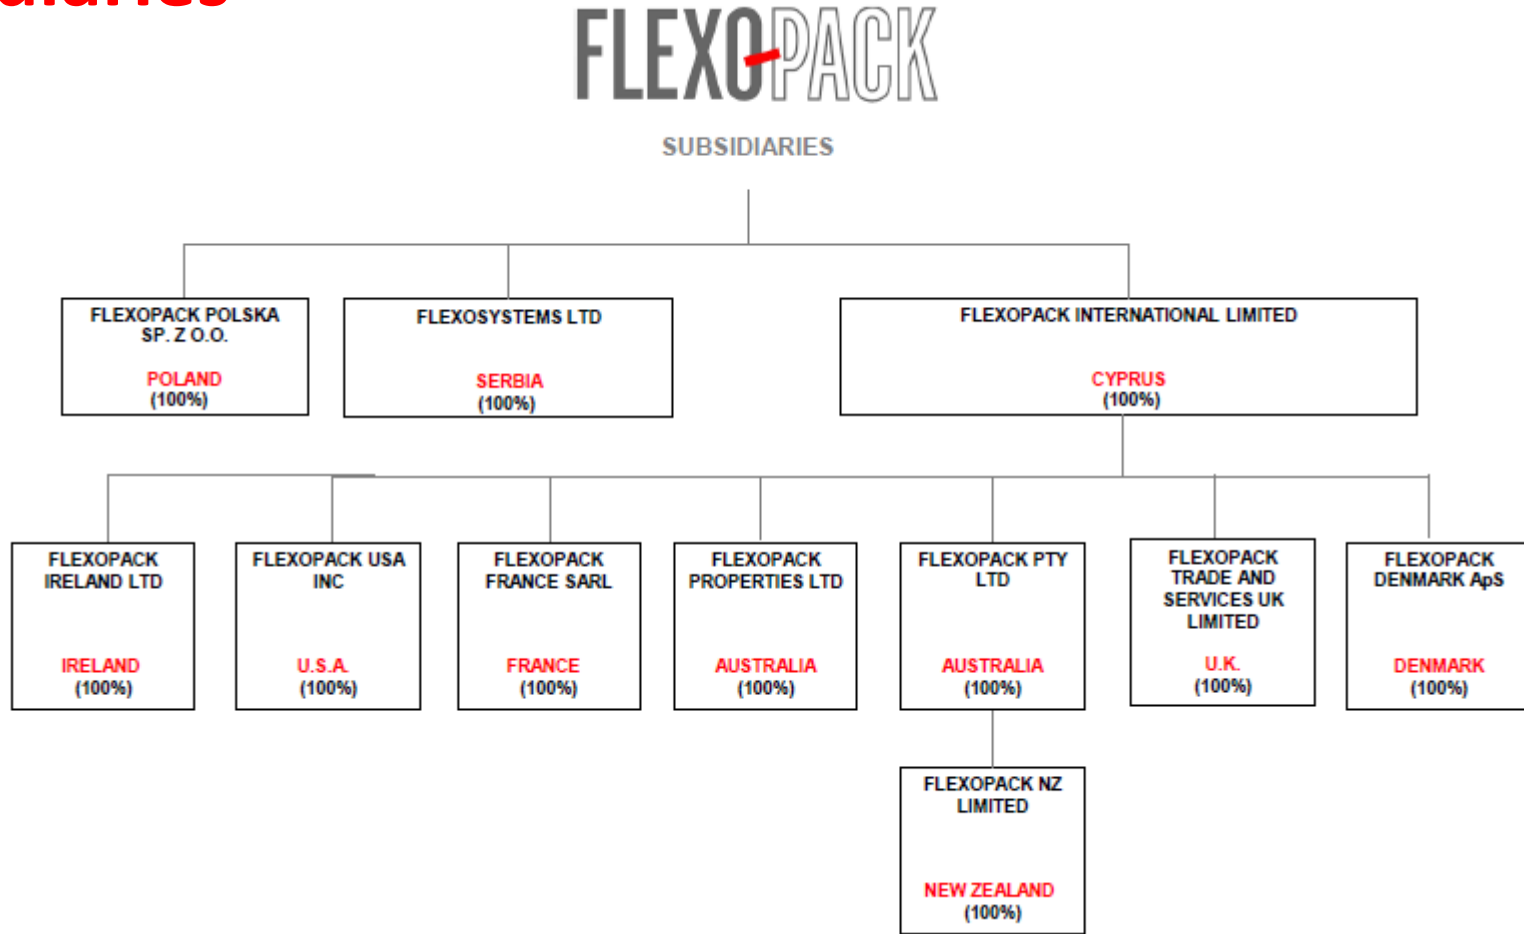 FLEXOPACK
SUBSIDIARIES
FLEXOPACK POLSKA
SP. Z O.O.
POLAND
(100%)
FLEXOSYSTEMS LTD
SERBIA
(100%)
FLEXOPACK INTERNATIONAL LIMITED
CYPRUS
(100%)
FLEXOPACK
IRELAND LTD
IRELAND
(100%)
FLEXOPACK USA
INC
U.S.A.
(100%)
FLEXOPACK
FRANCE SARL
FRANCE
(100%)
FLEXOPACK
PROPERTIES LTD
AUSTRALIA
(100%)
FLEXOPACK PTY
LTD
AUSTRALIA
(100%)
FLEXOPACK
TRADE AND
SERVICES UK
LIMITED
U.K.
(100%)
FLEXOPACK
DENMARK ApS
DENMARK
(100%)
FLEXOPACK NZ
LIMITED
NEW ZEALAND
(100%)